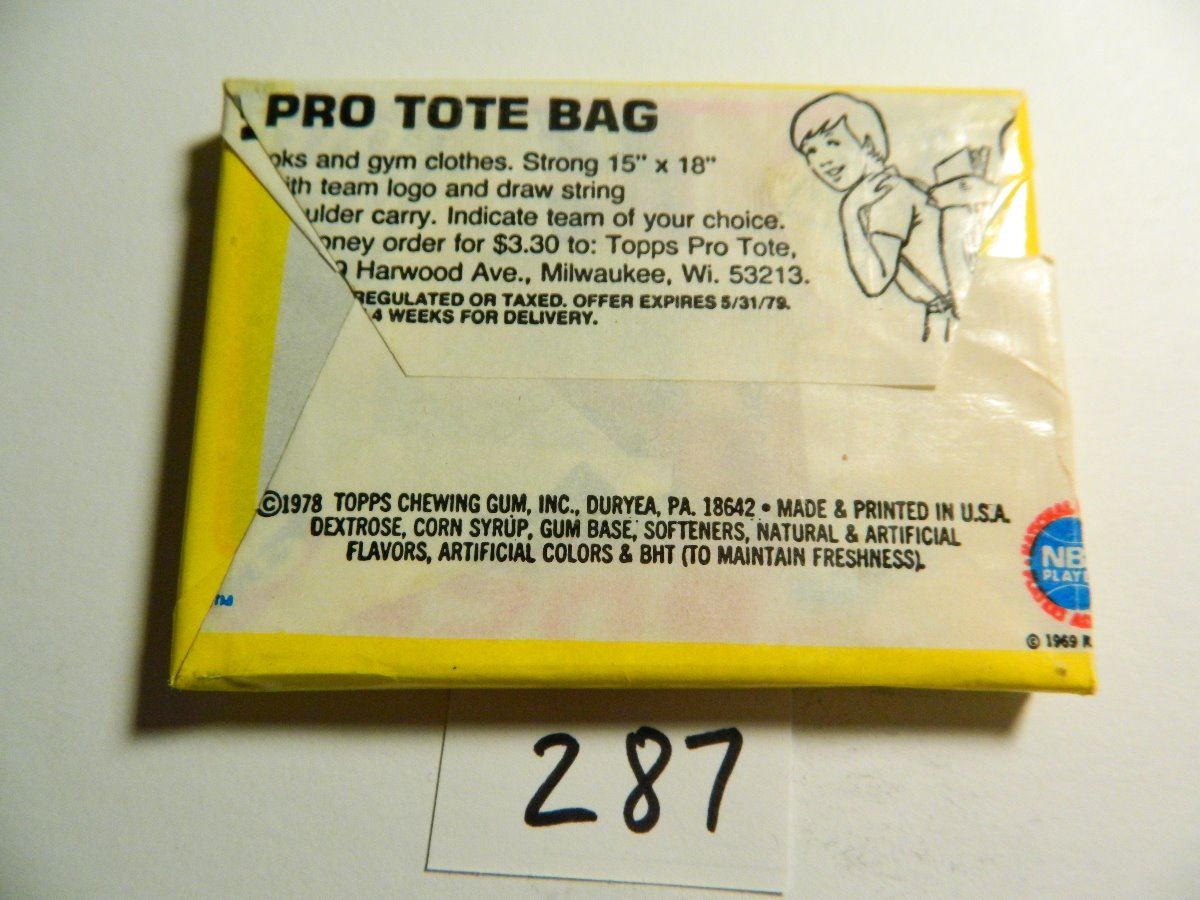 PRO TOTE BAG
oks and gym clothes. Strong 15" x 18"
ith team logo and draw string
ulder carry. Indicate team of your choice.
oney order for $3.30 to: Topps Pro Tote,
9 Harwood Ave., Milwaukee, Wi. 53213.
REGULATED OR TAXED. OFFER EXPIRES 5/31/79.
4 WEEKS FOR DELIVERY.
©1978 TOPPS CHEWING GUM, INC., DURYEA, PA. 18642 • MADE & PRINTED IN U.S.A.
DEXTROSE, CORN SYRUP, GUM BASE, SOFTENERS, NATURAL & ARTIFICIAL
FLAVORS, ARTIFICIAL COLORS & BHT (TO MAINTAIN FRESHNESS).
NB
PLAYE
TM
© 1969 R
287